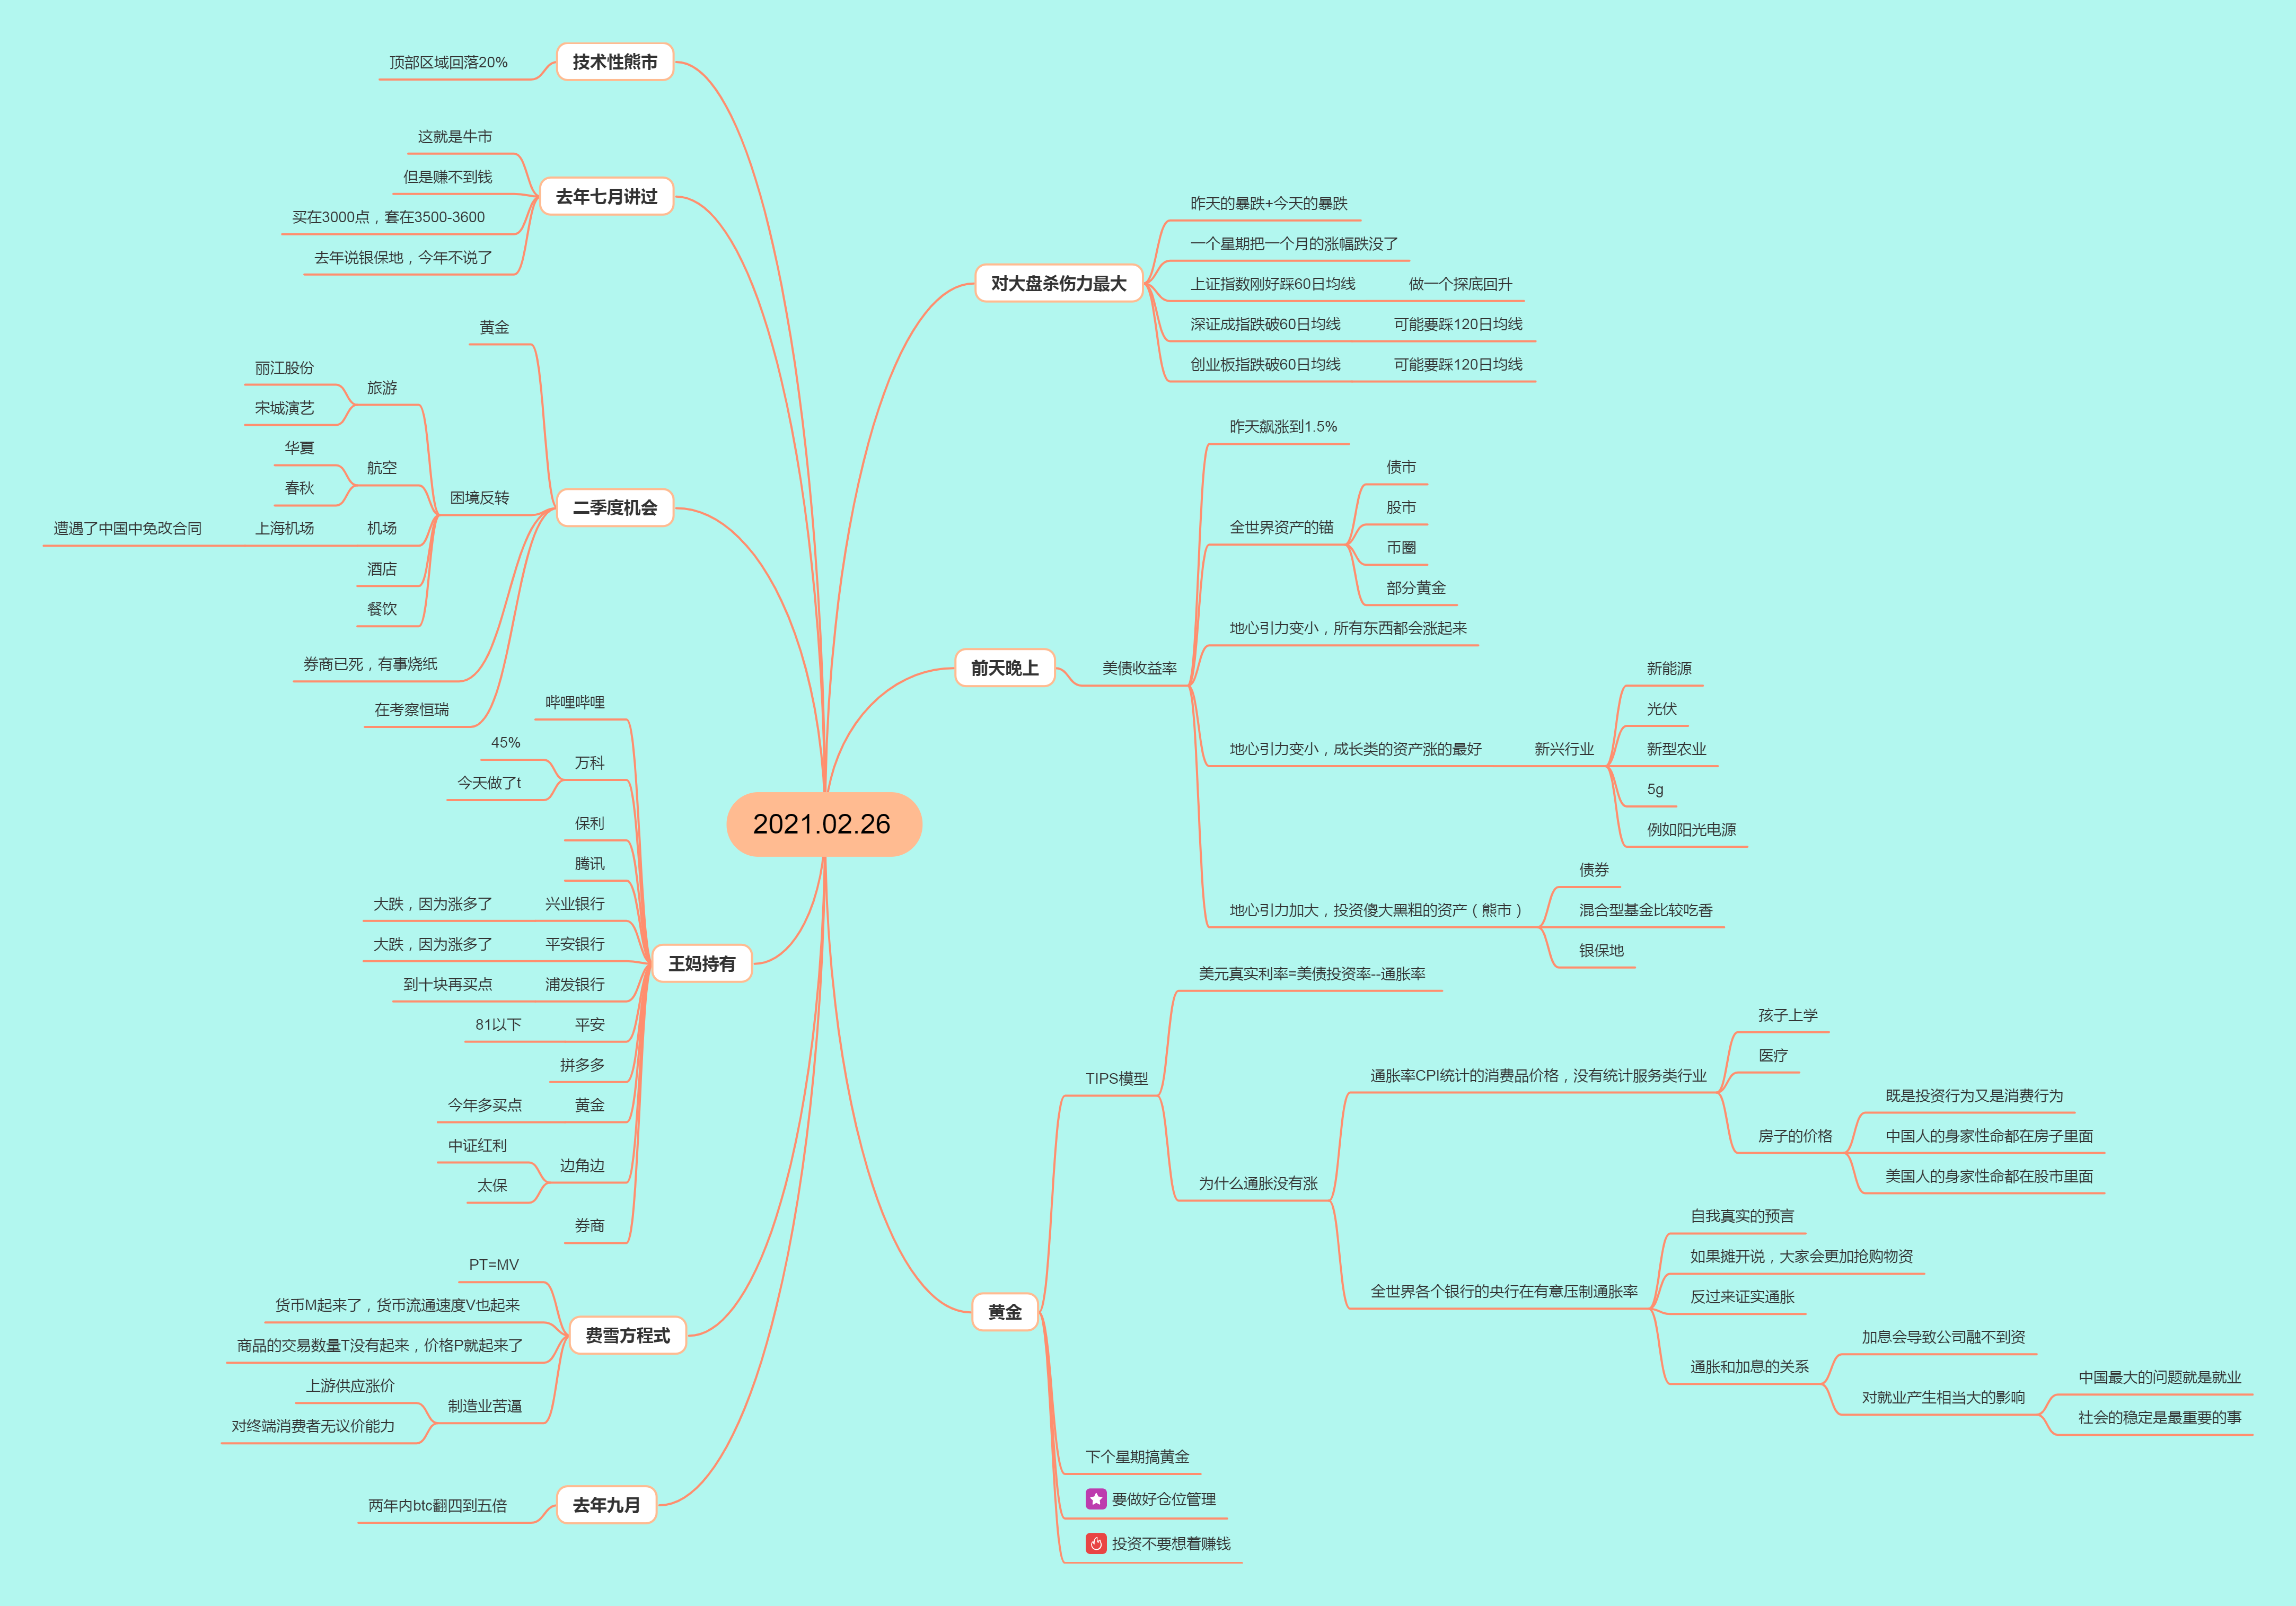 2021.02.26
对大盘杀伤力最大
昨天的暴跌+今天的暴跌
一个星期把一个月的涨幅跌没了
上证指数刚好踩60日均线
做一个探底回升
深证成指跌破60日均线
可能要踩120日均线
创业板指跌破60日均线
可能要踩120日均线
前天晚上
美债收益率
昨天飙涨到1.5%
全世界资产的锚
债市
股市
币圈
部分黄金
地心引力变小，所有东西都会涨起来
地心引力变小，成长类的资产涨的最好
新兴行业
新能源
光伏
新型农业
5g
例如阳光电源
地心引力加大，投资傻大黑粗的资产（熊市）
债券
混合型基金比较吃香
银保地
黄金
TIPS模型
美元真实利率=美债投资率--通胀率
为什么通胀没有涨
通胀率CPI统计的消费品价格，没有统计服务类行业
孩子上学
医疗
房子的价格
既是投资行为又是消费行为
中国人的身家性命都在房子里面
美国人的身家性命都在股市里面
全世界各个银行的央行在有意压制通胀率
自我真实的预言
如果摊开说，大家会更加抢购物资
反过来证实通胀
通胀和加息的关系
加息会导致公司融不到资
对就业产生相当大的影响
中国最大的问题就是就业
社会的稳定是最重要的事
下个星期搞黄金
要做好仓位管理
投资不要想着赚钱
技术性熊市
顶部区域回落20%
去年七月讲过
这就是牛市
但是赚不到钱
买在3000点，套在3500-3600
去年说银保地，今年不说了
二季度机会
黄金
困境反转
旅游
丽江股份
宋城演艺
航空
华夏
春秋
机场
上海机场
遭遇了中国中免改合同
酒店
餐饮
券商已死，有事烧纸
在考察恒瑞
王妈持有
哔哩哔哩
万科
45%
今天做了t
保利
腾讯
兴业银行
大跌，因为涨多了
平安银行
大跌，因为涨多了
浦发银行
到十块再买点
平安
81以下
拼多多
黄金
今年多买点
边角边
中证红利
太保
券商
费雪方程式
PT=MV
货币M起来了，货币流通速度V也起来
商品的交易数量T没有起来，价格P就起来了
制造业苦逼
上游供应涨价
对终端消费者无议价能力
去年九月
两年内btc翻四到五倍